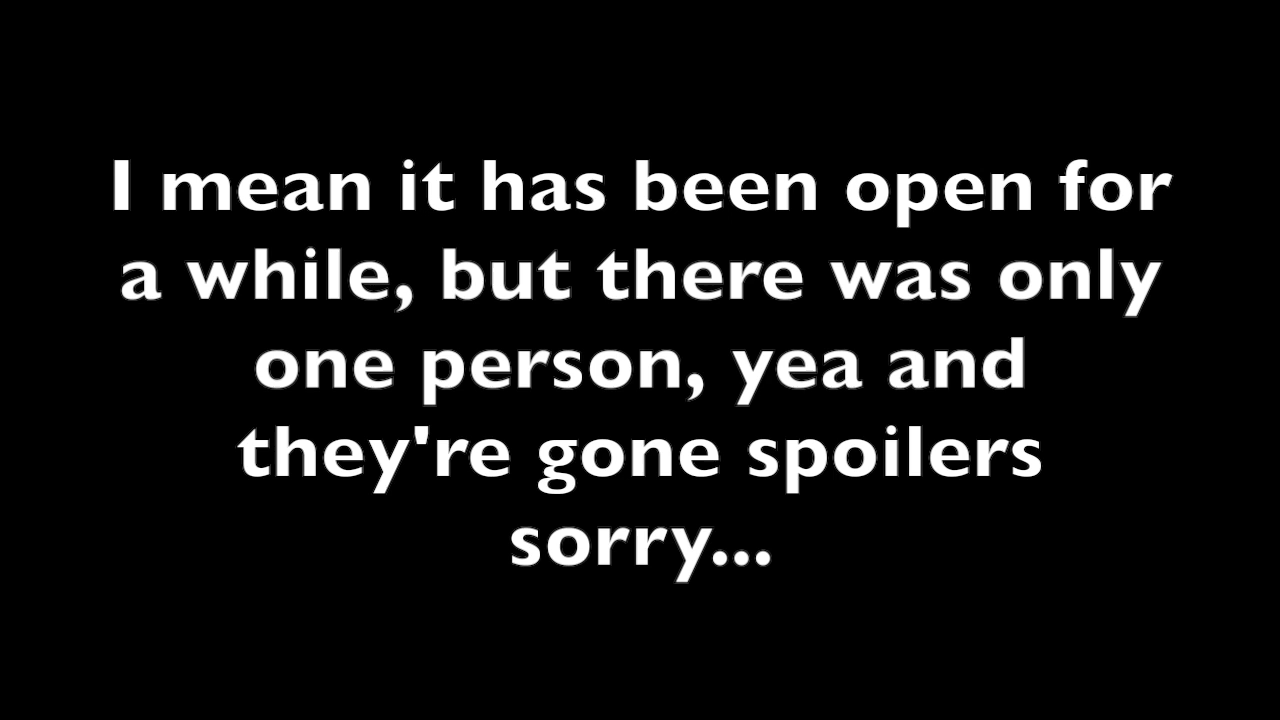 I mean it has been open for
a while, but there was only
one person, yea and
they're gone spoilers
sorry...